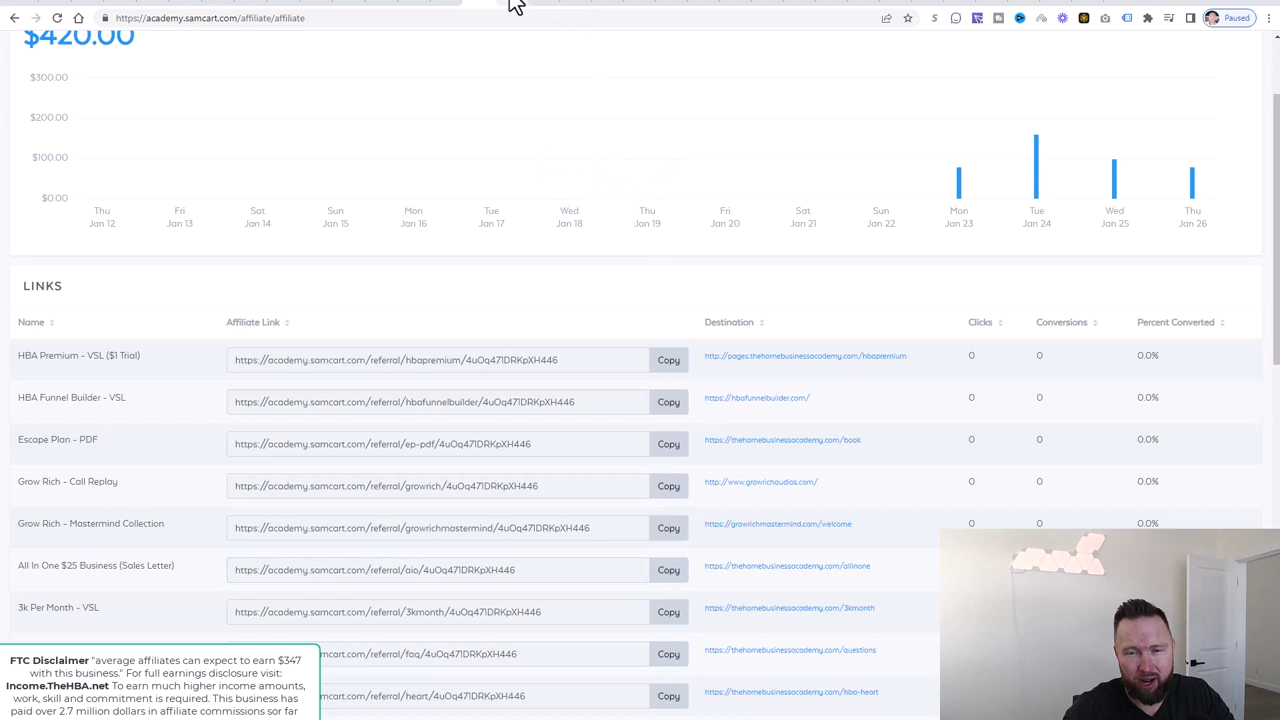 https://academy.samcart.com/affiliate/affiliate
Paused
$420.00
$300.00
$200.00
$100.00
$0.00
Thu Fri Sat Sun Mon Tue Wed Thu Fri Sat Sun Mon Tue Wed Thu
Jan 12 Jan 13 Jan 14 Jan 15 Jan 16 Jan 17 Jan 18 Jan 19 Jan 20 Jan 21 Jan 22 Jan 23 Jan 24 Jan 25 Jan 26
LINKS
Name Affiliate Link Destination Clicks Conversions Percent Converted
HBA Premium - VSL ($1 Trial) https://academy.samcart.com/referral/hbapremium/4uOq471DRKpXH446 Copy http://pages.thehomebusinessacademy.com/hbapremium 0 0 0.0%
HBA Funnel Builder - VSL https://academy.samcart.com/referral/hbafunnelbuilder/4uOq471DRKpXH446 Copy https://hbafunnelbuilder.com/ 0 0 0.0%
Escape Plan - PDF https://academy.samcart.com/referral/ep-pdf/4uOq471DRKpXH446 Copy https://thehomebusinessacademy.com/book 0 0 0.0%
Grow Rich - Call Replay https://academy.samcart.com/referral/growrich/4uOq471DRKpXH446 Copy http://www.growrichaudios.com/ 0 0 0.0%
Grow Rich - Mastermind Collection https://academy.samcart.com/referral/growrichmastermind/4uOq471DRKpXH446 Copy https://growrichmastermind.com/welcome 0 0 0.0%
All In One $25 Business (Sales Letter) https://academy.samcart.com/referral/aio/4uOq471DRKpXH446 Copy https://thehomebusinessacademy.com/allinone
3k Per Month - VSL https://academy.samcart.com/referral/3kmonth/4uOq471DRKpXH446 Copy https://thehomebusinessacademy.com/3kmonth
mcart.com/referral/faq/4uOq471DRKpXH446 Copy https://thehomebusinessacademy.com/questions
mcart.com/referral/heart/4uOq471DRKpXH446 Copy https://thehomebusinessacademy.com/hba-heart
FTC Disclaimer "average affiliates can expect to earn $347
with this business." For full earnings disclosure visit:
Income.TheHBA.net To earn much higher income amounts,
work, skill and commitment is required. This business has
paid over 2.7 million dollars in affiliate commissions sor far